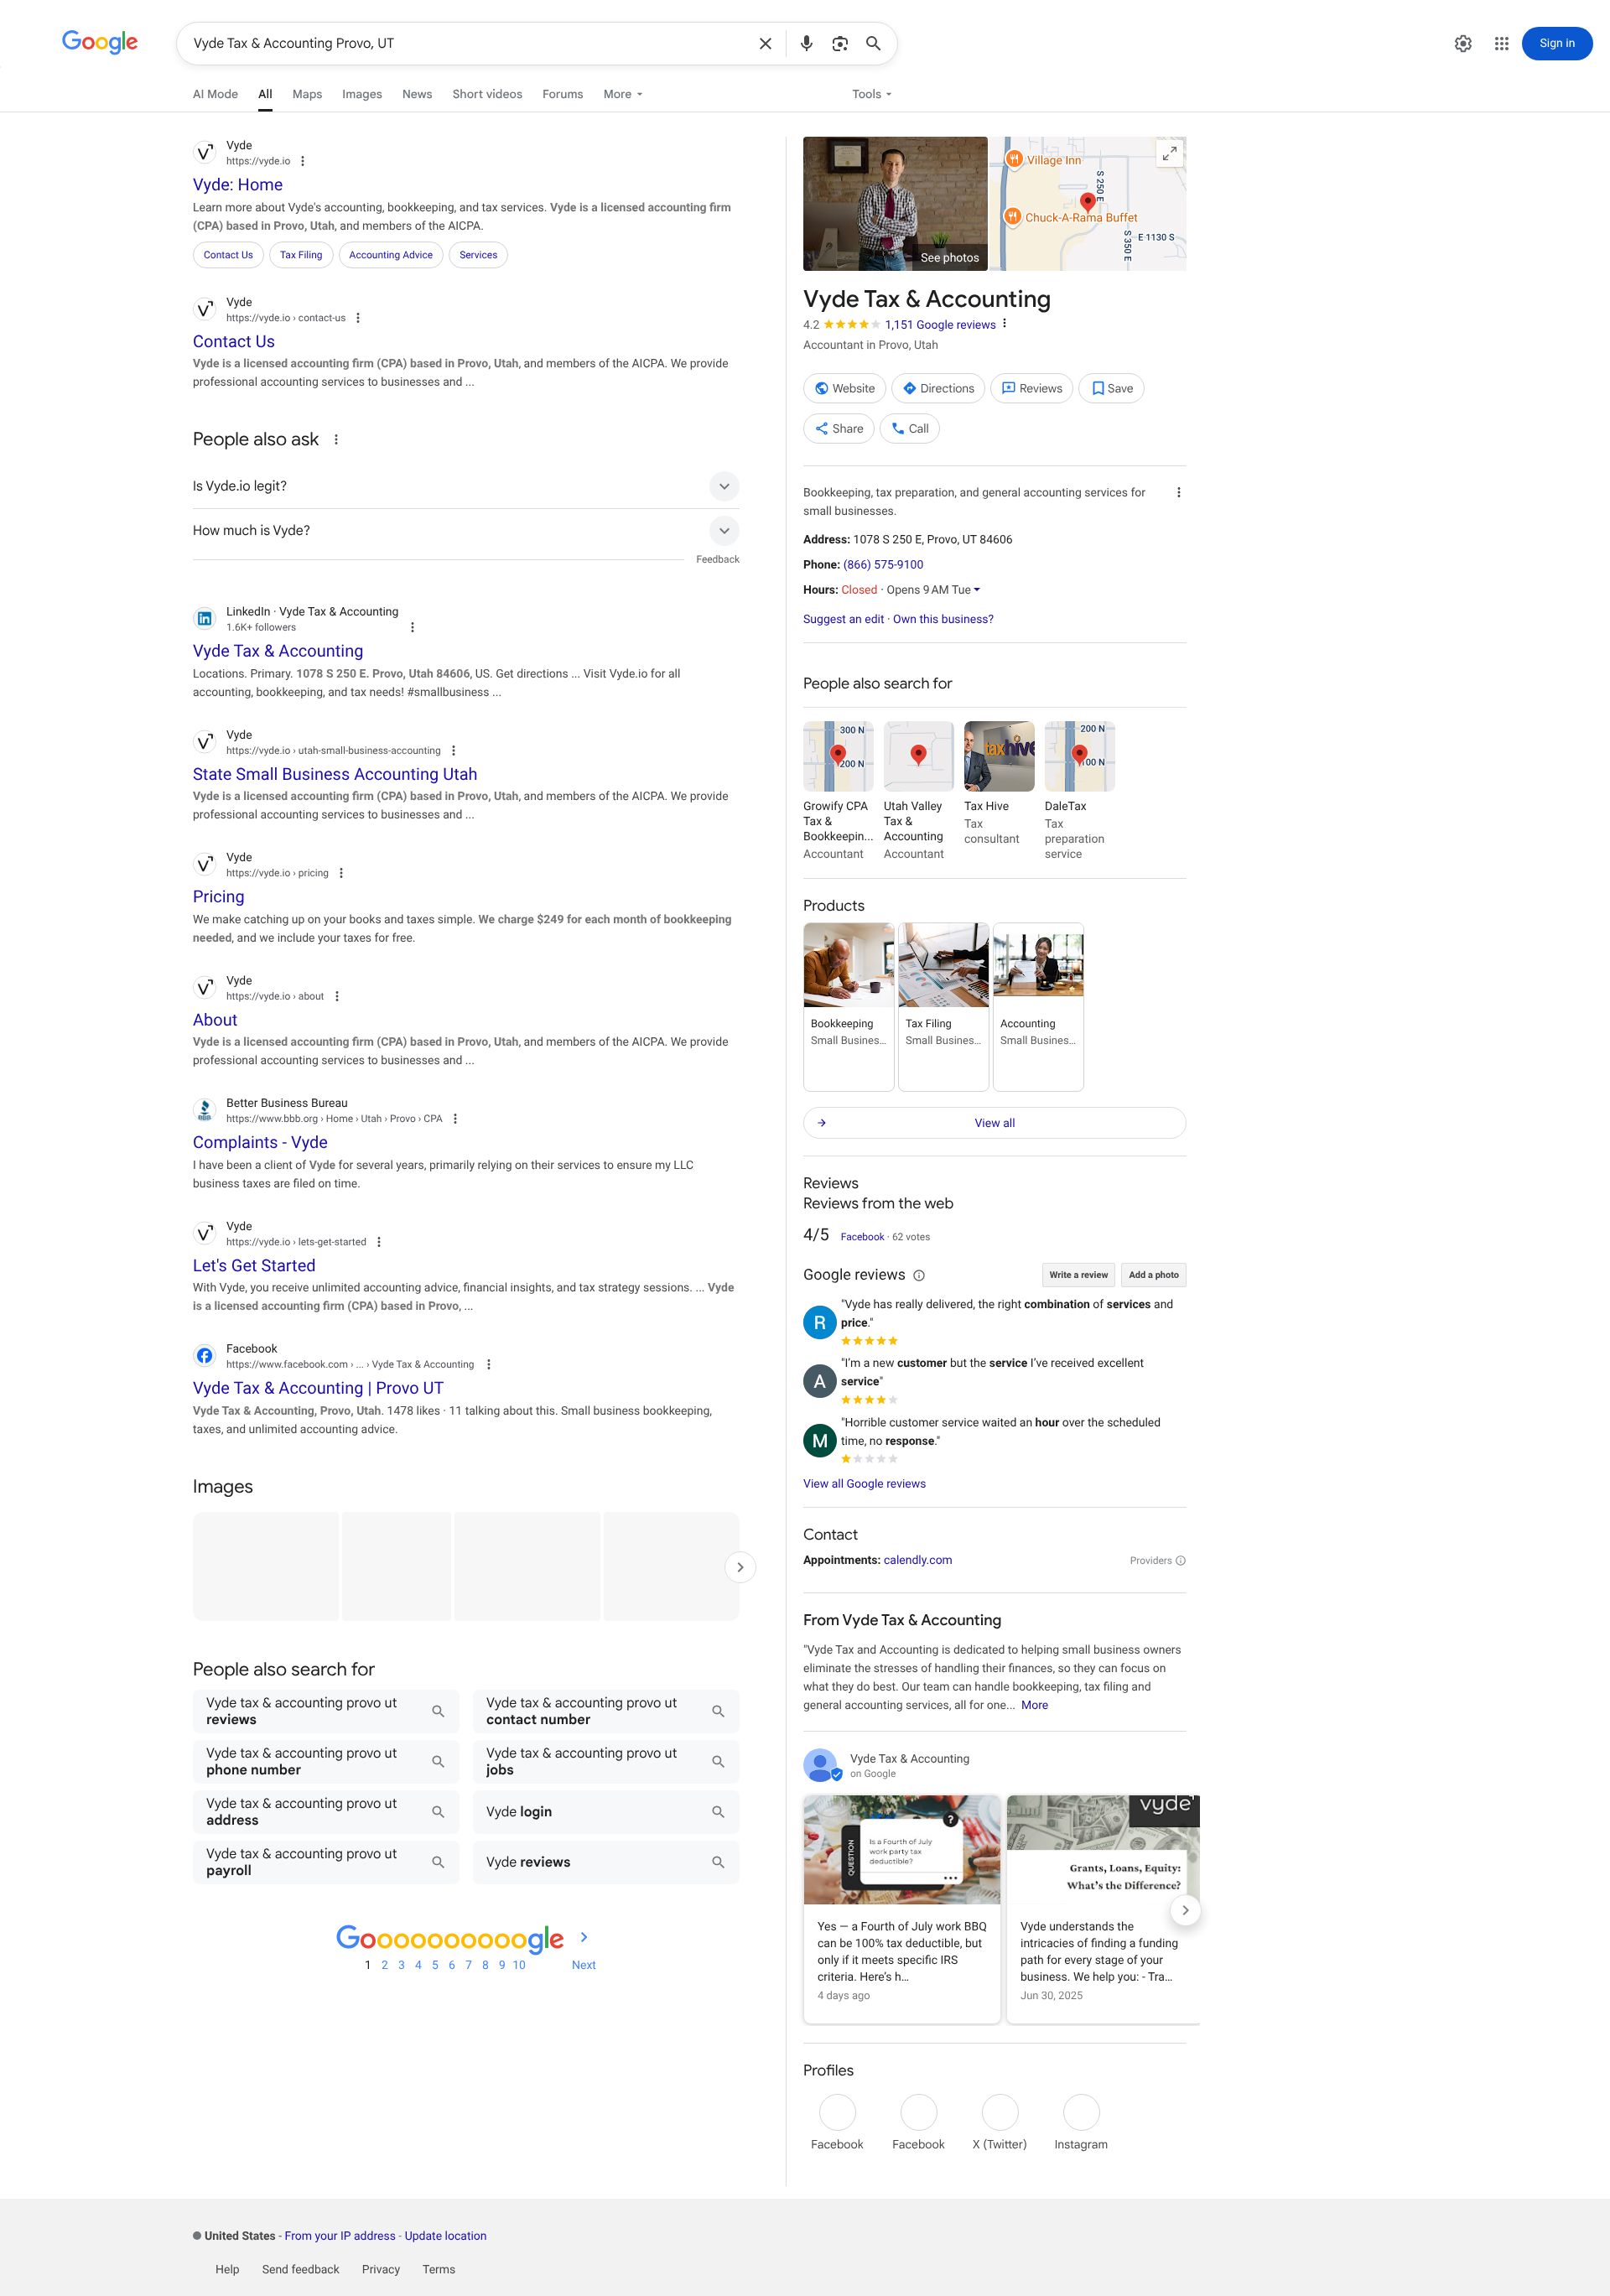 Google
Vyde Tax & Accounting Provo, UT
Sign in
AI Mode
All
Maps
Images
News
Short videos
Forums
More
Tools
Vyde
https://vyde.io
Vyde: Home
Learn more about Vyde's accounting, bookkeeping, and tax services. Vyde is a licensed accounting firm
(CPA) based in Provo, Utah, and members of the AICPA.
Contact Us
Tax Filing
Accounting Advice
Services
Vyde
https://vyde.io › contact-us
Contact Us
Vyde is a licensed accounting firm (CPA) based in Provo, Utah, and members of the AICPA. We provide
professional accounting services to businesses and ...
People also ask
Is Vyde.io legit?
How much is Vyde?
Feedback
LinkedIn · Vyde Tax & Accounting
1.6K+ followers
Vyde Tax & Accounting
Locations. Primary. 1078 S 250 E. Provo, Utah 84606, US. Get directions ... Visit Vyde.io for all
accounting, bookkeeping, and tax needs! #smallbusiness ...
Vyde
https://vyde.io › utah-small-business-accounting
State Small Business Accounting Utah
Vyde is a licensed accounting firm (CPA) based in Provo, Utah, and members of the AICPA. We provide
professional accounting services to businesses and ...
Vyde
https://vyde.io › pricing
Pricing
We make catching up on your books and taxes simple. We charge $249 for each month of bookkeeping
needed, and we include your taxes for free.
Vyde
https://vyde.io › about
About
Vyde is a licensed accounting firm (CPA) based in Provo, Utah, and members of the AICPA. We provide
professional accounting services to businesses and ...
Better Business Bureau
https://www.bbb.org › Home › Utah › Provo › CPA
Complaints - Vyde
I have been a client of Vyde for several years, primarily relying on their services to ensure my LLC
business taxes are filed on time.
Vyde
https://vyde.io › lets-get-started
Let's Get Started
With Vyde, you receive unlimited accounting advice, financial insights, and tax strategy sessions. ... Vyde
is a licensed accounting firm (CPA) based in Provo, ...
Facebook
https://www.facebook.com › ... › Vyde Tax & Accounting
Vyde Tax & Accounting | Provo UT
Vyde Tax & Accounting, Provo, Utah. 1478 likes · 11 talking about this. Small business bookkeeping,
taxes, and unlimited accounting advice.
Images
People also search for
Vyde tax & accounting provo ut
reviews
Vyde tax & accounting provo ut
contact number
Vyde tax & accounting provo ut
phone number
Vyde tax & accounting provo ut
jobs
Vyde tax & accounting provo ut
address
Vyde login
Vyde tax & accounting provo ut
payroll
Vyde reviews
Goooooooooogle
1 2 3 4 5 6 7 8 9 10 Next
See photos
Village Inn
Chuck-A-Rama Buffet
S 250 E
S 350 E
E 1130 S
Vyde Tax & Accounting
4.2 1,151 Google reviews
Accountant in Provo, Utah
Website
Directions
Reviews
Save
Share
Call
Bookkeeping, tax preparation, and general accounting services for
small businesses.
Address: 1078 S 250 E, Provo, UT 84606
Phone: (866) 575-9100
Hours: Closed · Opens 9 AM Tue
Suggest an edit · Own this business?
People also search for
300 N
200 N
Growify CPA
Tax &
Bookkeepin...
Accountant
Utah Valley
Tax &
Accounting
Accountant
taxhive
Tax Hive
Tax
consultant
200 N
100 N
DaleTax
Tax
preparation
service
Products
Bookkeeping
Small Busines...
Tax Filing
Small Busines...
Accounting
Small Busines...
View all
Reviews
Reviews from the web
4/5 Facebook · 62 votes
Google reviews
Write a review
Add a photo
R
"Vyde has really delivered, the right combination of services and
price."
A
"I'm a new customer but the service I've received excellent
service"
M
"Horrible customer service waited an hour over the scheduled
time, no response."
View all Google reviews
Contact
Appointments: calendly.com
Providers
From Vyde Tax & Accounting
"Vyde Tax and Accounting is dedicated to helping small business owners
eliminate the stresses of handling their finances, so they can focus on
what they do best. Our team can handle bookkeeping, tax filing and
general accounting services, all for one... More
Vyde Tax & Accounting
on Google
QUESTION
?
Is a Fourth of July
work party tax
deductible?
Yes — a Fourth of July work BBQ
can be 100% tax deductible, but
only if it meets specific IRS
criteria. Here's h...
4 days ago
vyde
Grants, Loans, Equity:
What's the Difference?
Vyde understands the
intricacies of finding a funding
path for every stage of your
business. We help you: - Tra...
Jun 30, 2025
Profiles
Facebook
Facebook
X (Twitter)
Instagram
United States - From your IP address - Update location
Help
Send feedback
Privacy
Terms